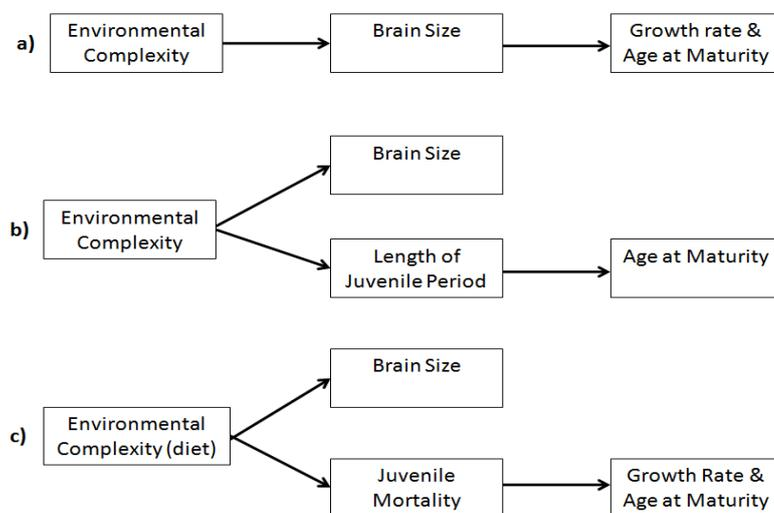 a)
Environmental
Complexity
Brain Size
Growth rate &
Age at Maturity
b)
Environmental
Complexity
Brain Size
Length of
Juvenile Period
Age at Maturity
c)
Environmental
Complexity (diet)
Brain Size
Juvenile
Mortality
Growth Rate &
Age at Maturity